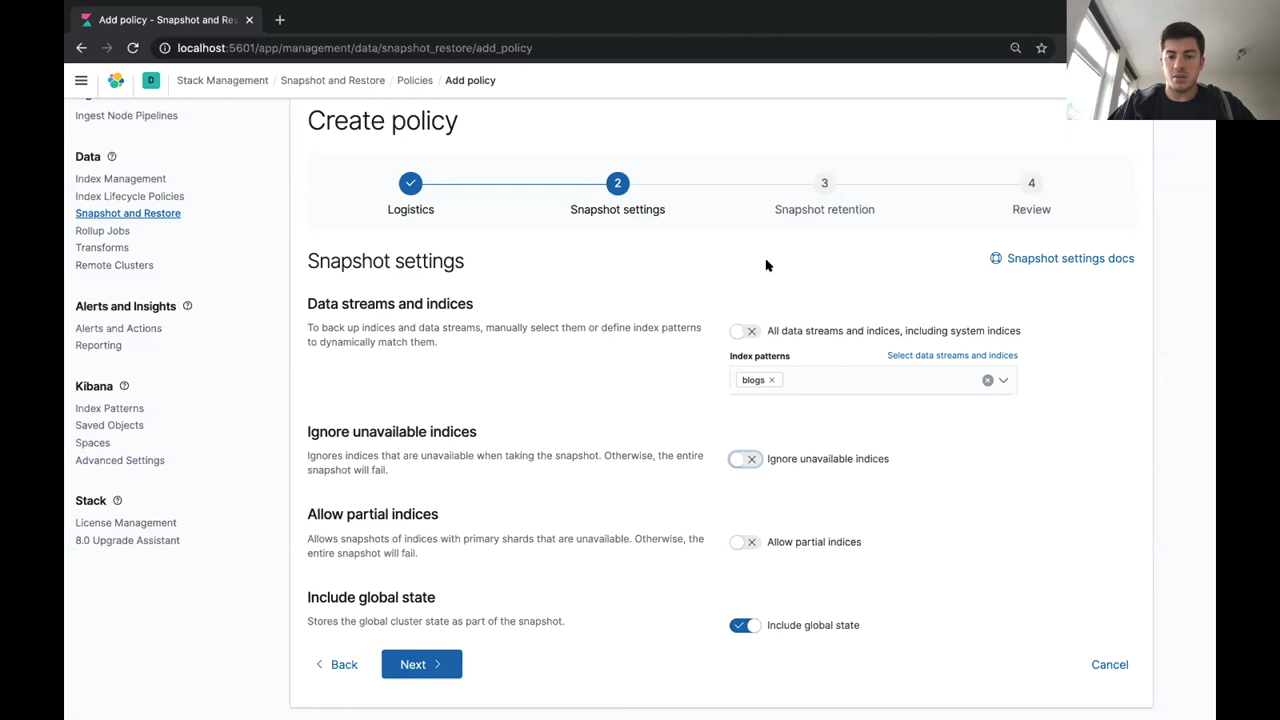 Add policy - Snapshot and Res
localhost:5601/app/management/data/snapshot_restore/add_policy
D
Stack Management / Snapshot and Restore / Policies / Add policy
Ingest Node Pipelines
Data
Index Management
Index Lifecycle Policies
Snapshot and Restore
Rollup Jobs
Transforms
Remote Clusters
Alerts and Insights
Alerts and Actions
Reporting
Kibana
Index Patterns
Saved Objects
Spaces
Advanced Settings
Stack
License Management
8.0 Upgrade Assistant
Create policy
2
3
4
Logistics
Snapshot settings
Snapshot retention
Review
Snapshot settings
Snapshot settings docs
Data streams and indices
To back up indices and data streams, manually select them or define index patterns
to dynamically match them.
All data streams and indices, including system indices
Index patterns
Select data streams and indices
blogs
Ignore unavailable indices
Ignores indices that are unavailable when taking the snapshot. Otherwise, the entire
snapshot will fail.
Ignore unavailable indices
Allow partial indices
Allows snapshots of indices with primary shards that are unavailable. Otherwise, the
entire snapshot will fail.
Allow partial indices
Include global state
Stores the global cluster state as part of the snapshot.
Include global state
Back
Next
Cancel